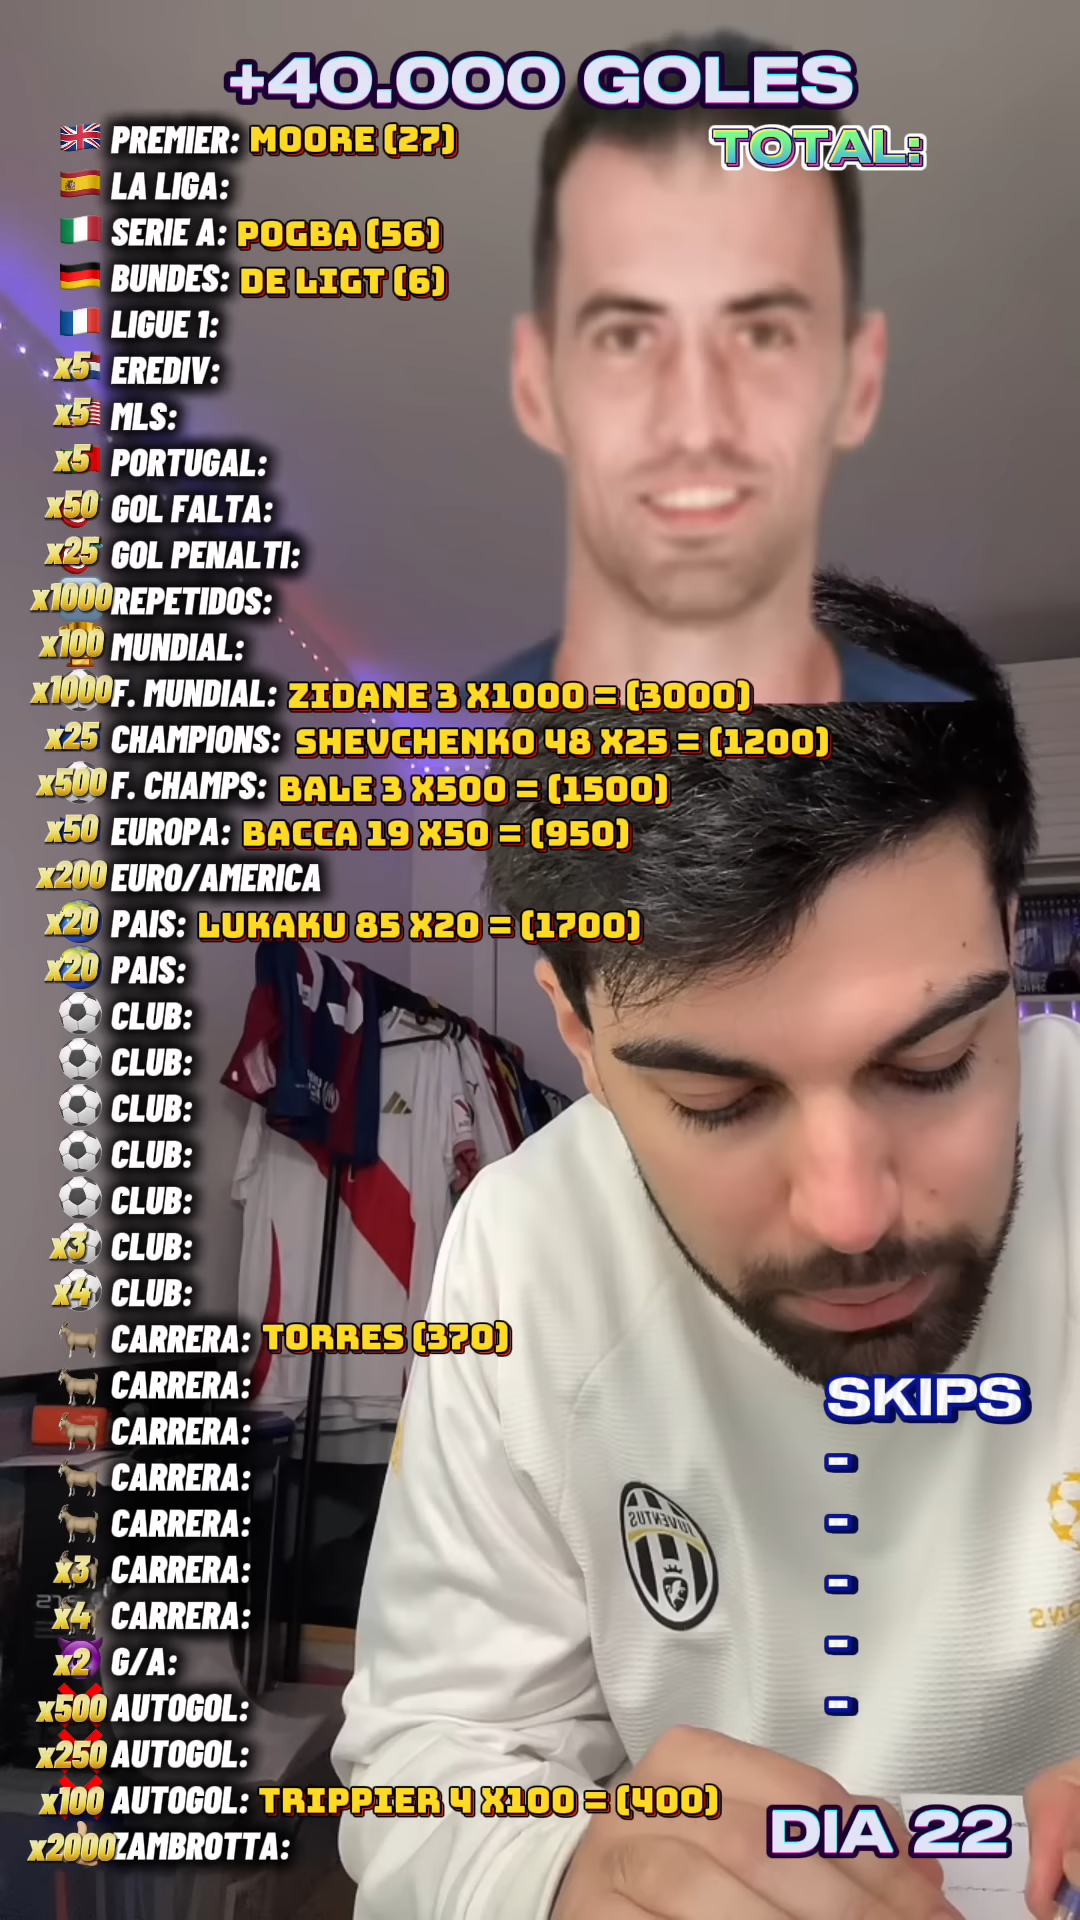 +40.000 GOLES
TOTAL:
PREMIER: MOORE (27)
LA LIGA:
SERIE A: POGBA (56)
BUNDES: DE LIGT (6)
LIGUE 1:
x5 EREDIV:
x5 MLS:
x5 PORTUGAL:
x50 GOL FALTA:
x25 GOL PENALTI:
x1000 REPETIDOS:
x100 MUNDIAL:
x1000 F. MUNDIAL: ZIDANE 3 X1000 = (3000)
x25 CHAMPIONS: SHEVCHENKO 48 X25 = (1200)
x500 F. CHAMPS: BALE 3 X500 = (1500)
x50 EUROPA: BACCA 19 X50 = (950)
x200 EURO/AMERICA
x20 PAIS: LUKAKU 85 X20 = (1700)
x20 PAIS:
CLUB:
CLUB:
CLUB:
CLUB:
CLUB:
x3 CLUB:
x4 CLUB:
CARRERA: TORRES (370)
CARRERA:
CARRERA:
CARRERA:
CARRERA:
x3 CARRERA:
x4 CARRERA:
x2 G/A:
x500 AUTOGOL:
x250 AUTOGOL:
x100 AUTOGOL: TRIPPIER 4 X100 = (400)
x2000 ZAMBROTTA:
SKIPS
-
-
-
-
-
JUVENTUS
DIA 22